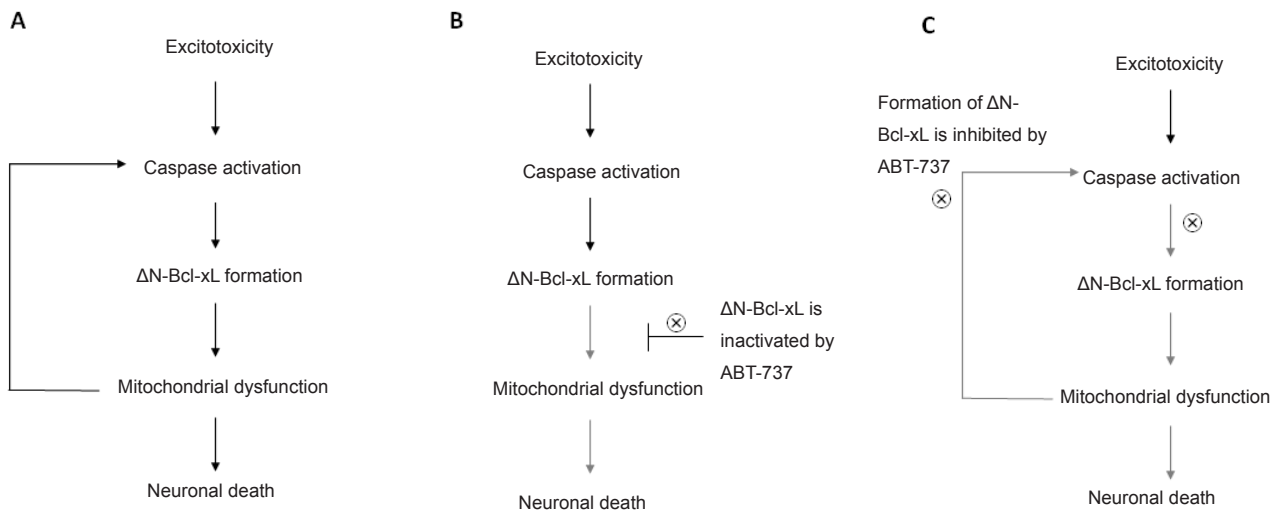 A
Excitotoxicity
Caspase activation
ΔN-Bcl-xL formation
Mitochondrial dysfunction
Neuronal death
B
Excitotoxicity
Caspase activation
ΔN-Bcl-xL formation
ΔN-Bcl-xL is
inactivated by
ABT-737
Mitochondrial dysfunction
Neuronal death
C
Excitotoxicity
Formation of ΔN-
Bcl-xL is inhibited by
ABT-737
Caspase activation
ΔN-Bcl-xL formation
Mitochondrial dysfunction
Neuronal death